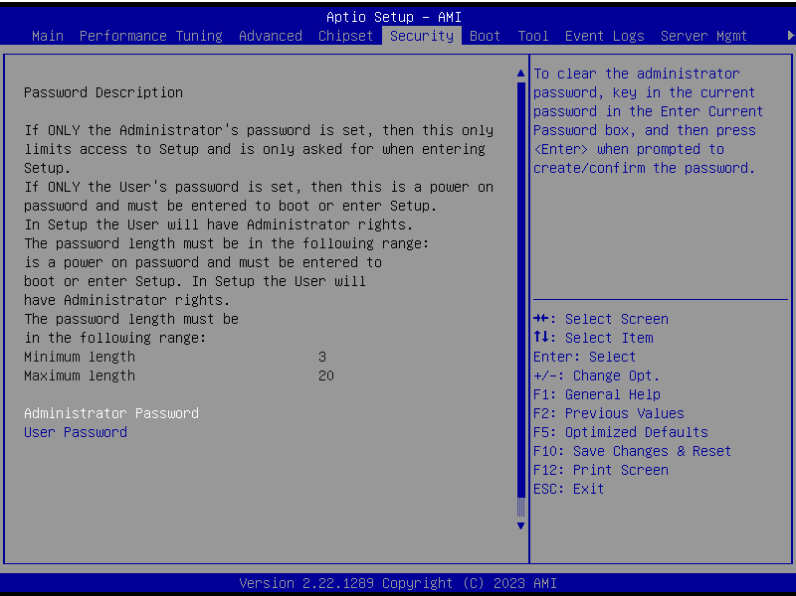 Aptio Setup – AMI
Main Performance Tuning Advanced Chipset Security Boot Tool Event Logs Server Mgmt
Password Description
If ONLY the Administrator's password is set, then this only
limits access to Setup and is only asked for when entering
Setup.
If ONLY the User's password is set, then this is a power on
password and must be entered to boot or enter Setup.
In Setup the User will have Administrator rights.
The password length must be in the following range:
is a power on password and must be entered to
boot or enter Setup. In Setup the User will
have Administrator rights.
The password length must be
in the following range:
Minimum length 3
Maximum length 20
Administrator Password
User Password
To clear the administrator
password, key in the current
password in the Enter Current
Password box, and then press
<Enter> when prompted to
create/confirm the password.
→←: Select Screen
↑↓: Select Item
Enter: Select
+/-: Change Opt.
F1: General Help
F2: Previous Values
F5: Optimized Defaults
F10: Save Changes & Reset
F12: Print Screen
ESC: Exit
Version 2.22.1289 Copyright (C) 2023 AMI